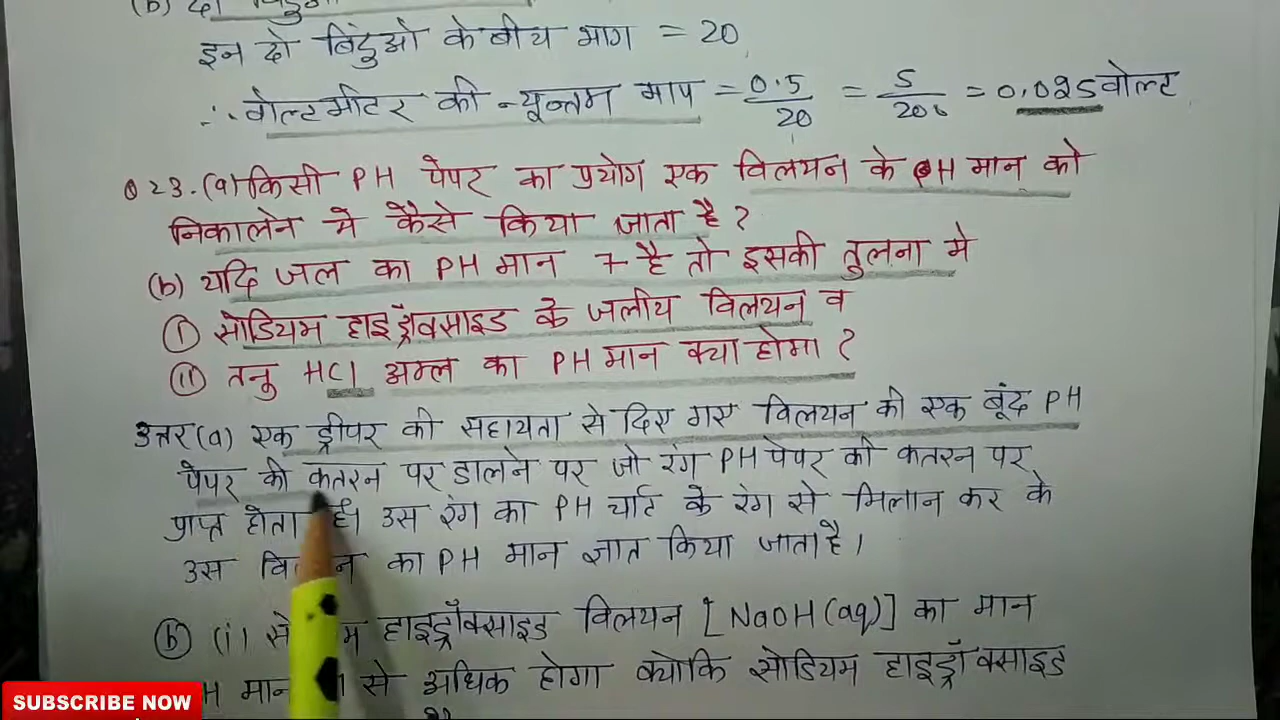 (b) दो
इन दो बिंदुओ के बीच भाग = 20
∴ वोल्टमीटर की न्यूनतम माप = 0.5/20 = 5/200 = 0.025 वोल्ट
Q 23. (a) किसी PH पेपर का प्रयोग एक विलयन के PH मान को
निकालने मे कैसे किया जाता है ?
(b) यदि जल का PH मान 7 है तो इसकी तुलना मे
(i) सोडियम हाइड्रॉक्साइड के जलीय विलयन व
(ii) तनु HCl अम्ल का PH मान क्या होगा ?
उत्तर (a) एक ड्रॉपर की सहायता से दिए गए विलयन की एक बूंद PH
पेपर की कतरन पर डालने पर जो रंग PH पेपर की कतरन पर
प्राप्त होता है। उस रंग का PH चार्ट के रंग से मिलान कर के
उस का PH मान ज्ञात किया जाता है।
(b) (i) हाइड्रॉक्साइड विलयन [NaOH(aq)] का मान
मान से अधिक होगा क्योकि सोडियम हाइड्रॉक्साइड
SUBSCRIBE NOW